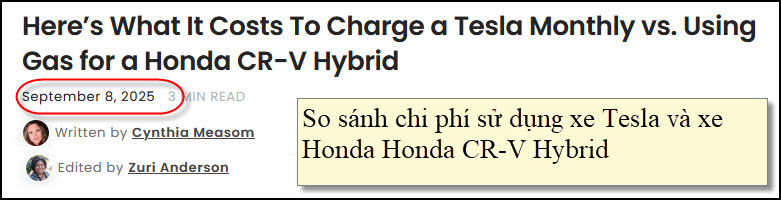 Here's What It Costs To Charge a Tesla Monthly vs. Using
Gas for a Honda CR-V Hybrid
September 8, 2025 3 MIN READ
Written by Cynthia Measom
Edited by Zuri Anderson
So sánh chi phí sử dụng xe Tesla và xe
Honda Honda CR-V Hybrid